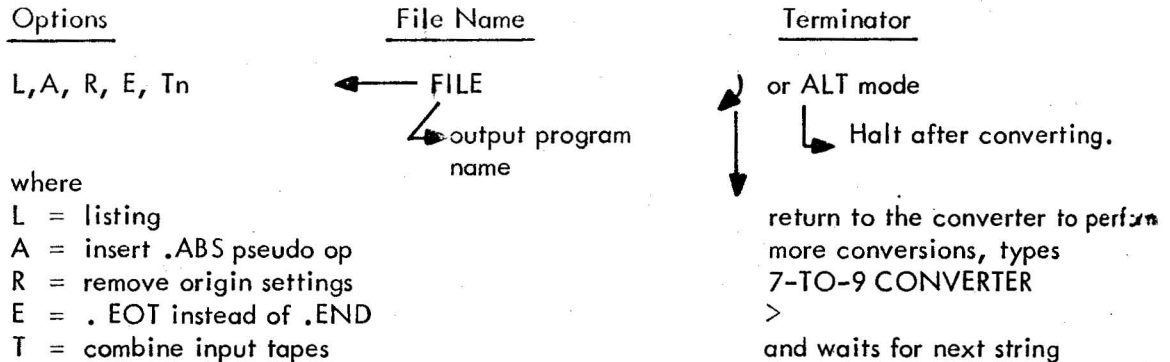 Options File Name Terminator
L,A, R, E, Tn FILE or ALT mode
output program Halt after converting.
name
where
L = listing return to the converter to perform
A = insert .ABS pseudo op more conversions, types
R = remove origin settings 7-TO-9 CONVERTER
E = . EOT instead of .END >
T = combine input tapes and waits for next string